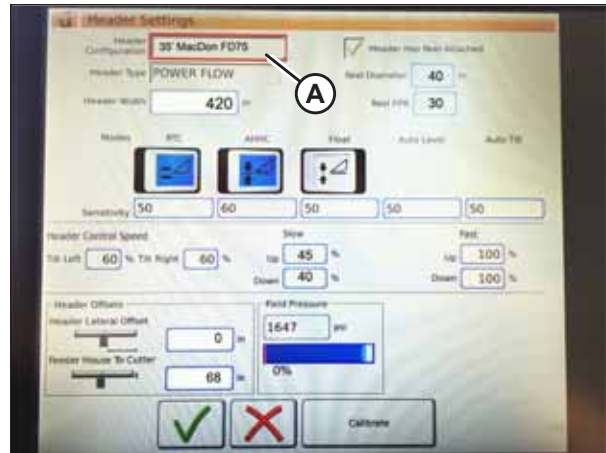 Header Settings
Header Configuration 35' MacDon FD75
Header Has Reel Attached
Header Type POWER FLOW
Reel Diameter 40 in
A
Header Width 420 in
Reel PPR 30
Modes RTC AHHC Float Auto Level Auto Tilt
Sensitivity 50 60 50 50 50
Header Control Speed
Slow Fast
Tilt Left 60 % Tilt Right 60 % Up 45 % Up 100 %
Down 40 % Down 100 %
Header Offsets Field Pressure
Header Lateral Offset
1647 psi
0 in
Feeder House To Cutter
0%
68 in
Calibrate